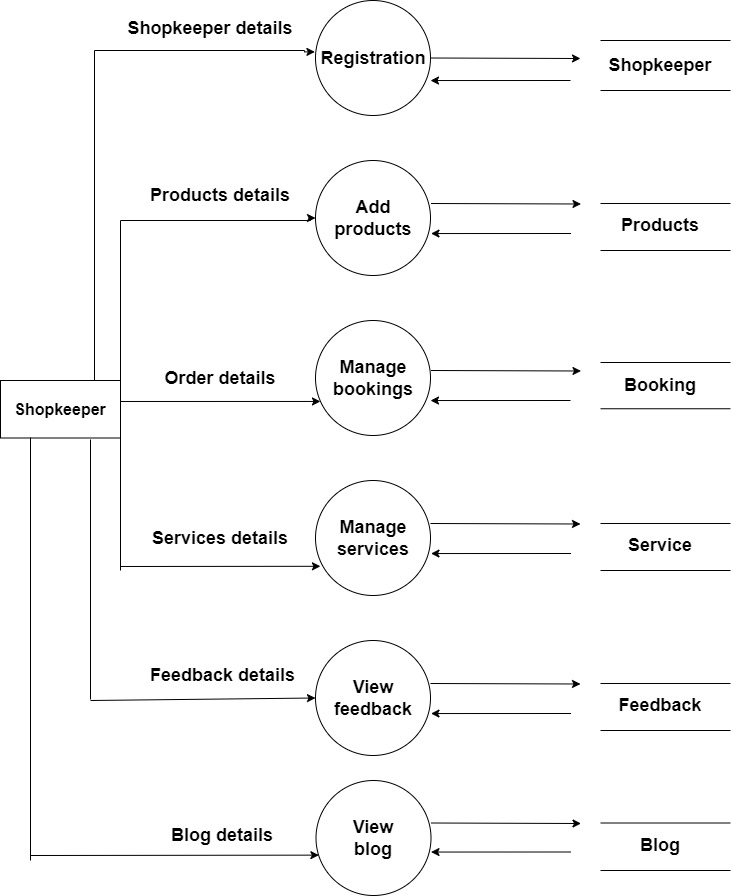 Shopkeeper details
Registration
Shopkeeper
Products details
Add
products
Products
Order details
Manage
bookings
Booking
Shopkeeper
Services details
Manage
services
Service
Feedback details
View
feedback
Feedback
Blog details
View
blog
Blog